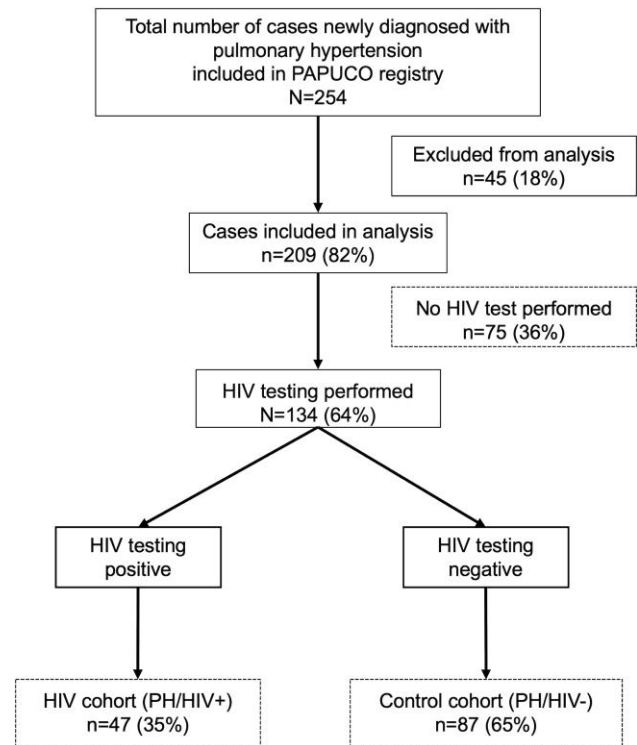 Total number of cases newly diagnosed with
pulmonary hypertension
included in PAPUCO registry
N=254
Excluded from analysis
n=45 (18%)
Cases included in analysis
n=209 (82%)
No HIV test performed
n=75 (36%)
HIV testing performed
N=134 (64%)
HIV testing
positive
HIV testing
negative
HIV cohort (PH/HIV+)
n=47 (35%)
Control cohort (PH/HIV-)
n=87 (65%)